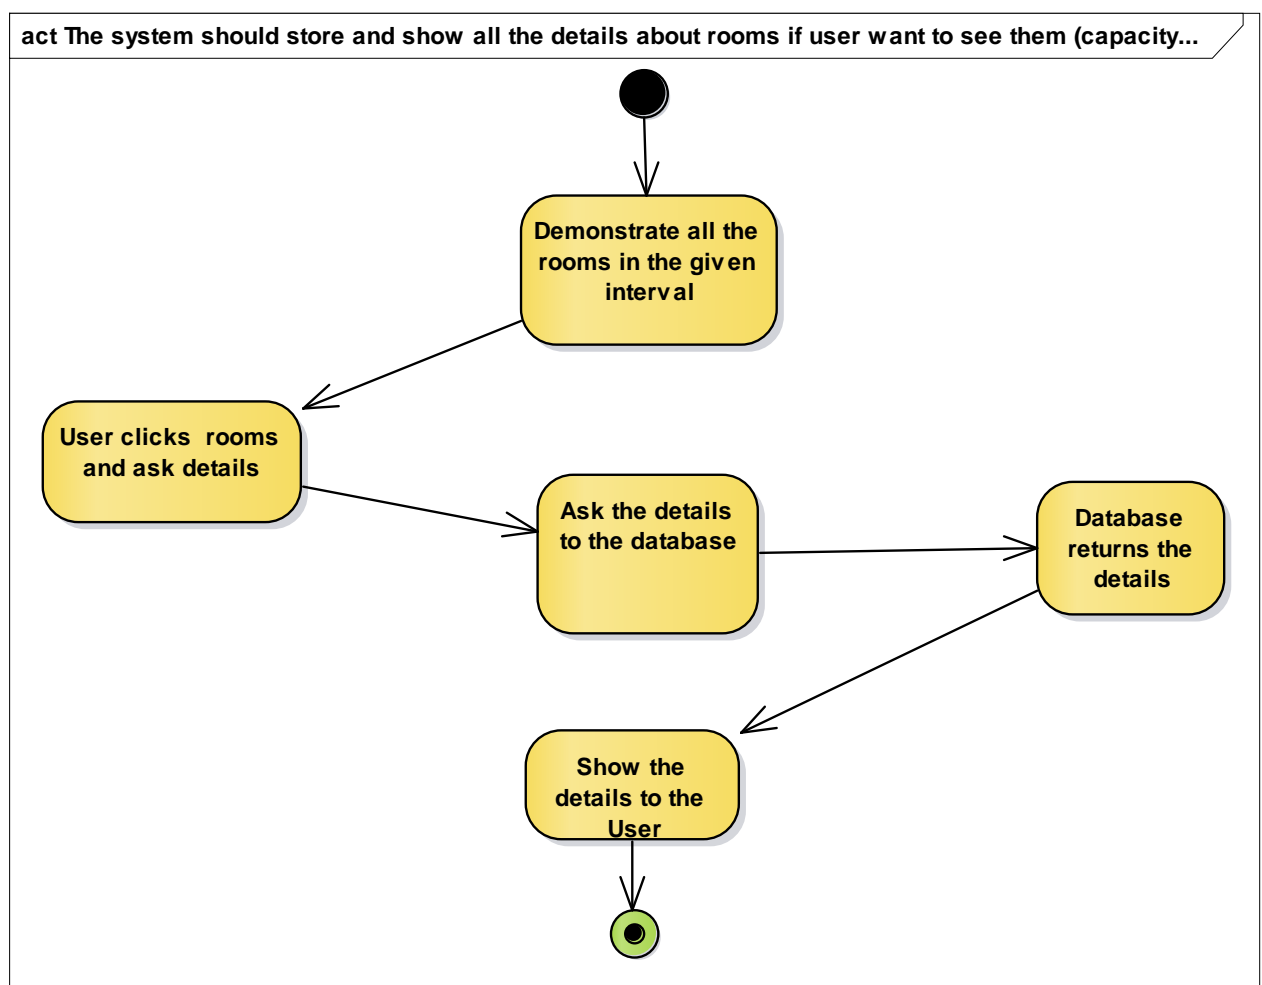 act The system should store and show all the details about rooms if user want to see them (capacity...
Demonstrate all the
rooms in the given
interval
User clicks rooms
and ask details
Ask the details
to the database
Database
returns the
details
Show the
details to the
User